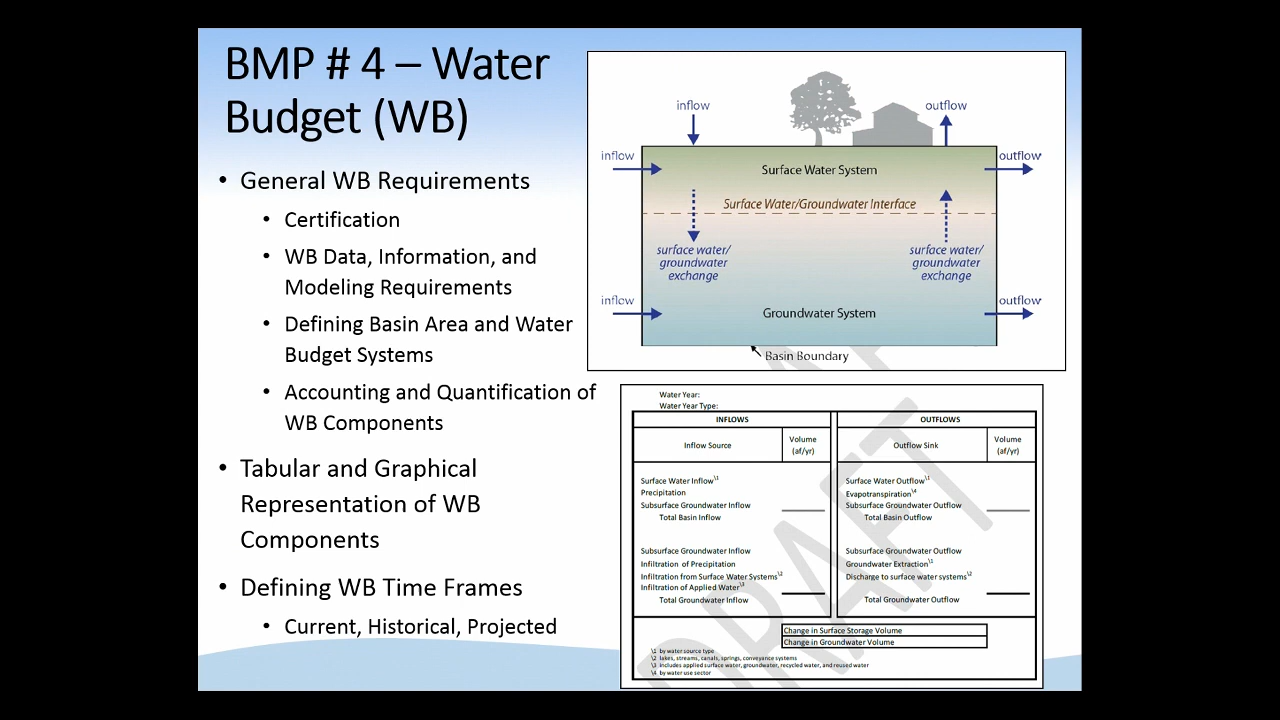 BMP # 4 – Water
Budget (WB)
• General WB Requirements
• Certification
• WB Data, Information, and
Modeling Requirements
• Defining Basin Area and Water
Budget Systems
• Accounting and Quantification of
WB Components
• Tabular and Graphical
Representation of WB
Components
• Defining WB Time Frames
• Current, Historical, Projected
inflow
outflow
inflow
outflow
Surface Water System
Surface Water/Groundwater Interface
surface water/
groundwater
exchange
surface water/
groundwater
exchange
inflow
outflow
Groundwater System
Basin Boundary
Water Year:
Water Year Type:
INFLOWS
OUTFLOWS
Inflow Source
Volume
(af/yr)
Outflow Sink
Volume
(af/yr)
Surface Water Inflow\1
Precipitation
Subsurface Groundwater Inflow
Total Basin Inflow
Surface Water Outflow\1
Evapotranspiration\4
Subsurface Groundwater Outflow
Total Basin Outflow
Subsurface Groundwater Inflow
Infiltration of Precipitation
Infiltration from Surface Water Systems\2
Infiltration of Applied Water\3
Total Groundwater Inflow
Subsurface Groundwater Outflow
Groundwater Extraction\1
Discharge to surface water systems\2
Total Groundwater Outflow
Change in Surface Storage Volume
Change in Groundwater Volume
\1 by water source type
\2 lakes, streams, canals, springs, conveyance systems
\3 includes applied surface water, groundwater, recycled water, and reused water
\4 by water use sector
DRAFT